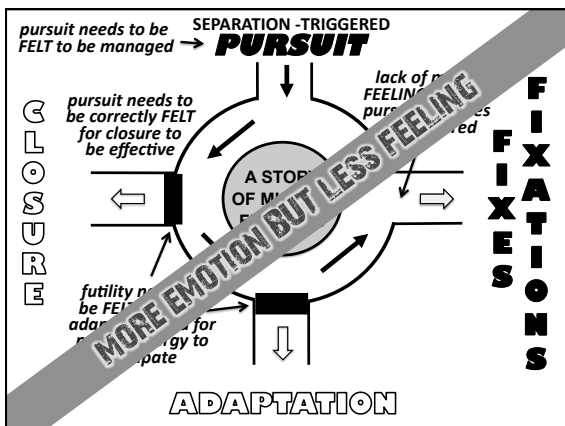 SEPARATION -TRIGGERED
PURSUIT
pursuit needs to be
FELT to be managed
pursuit needs to
be correctly FELT
for closure to
be effective
lack of
FEELING
A STORY
OF
MORE EMOTION BUT LESS FEELING
CLOSURE
FIXES
FIXATIONS
futility
be FELT
for
to
ADAPTATION